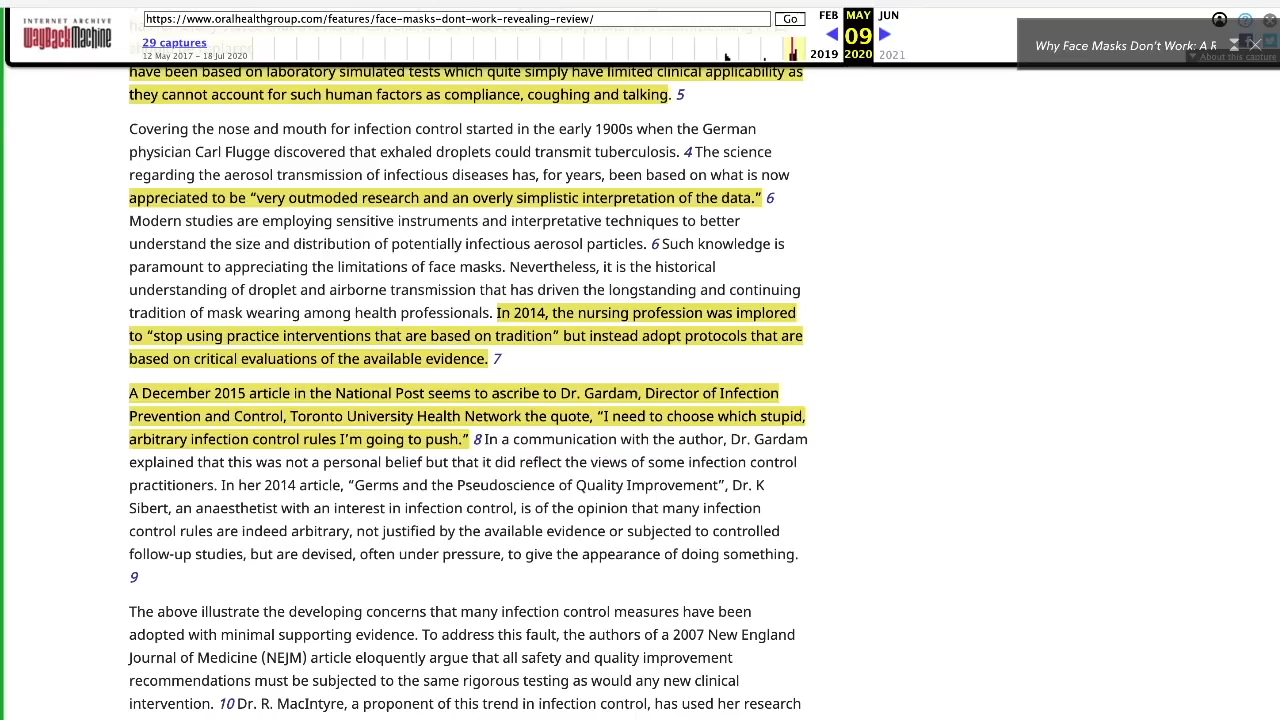 INTERNET ARCHIVE
WayBackMachine
https://www.oralhealthgroup.com/features/face-masks-dont-work-revealing-review/
Go
29 captures
12 May 2017 – 18 Jul 2020
FEB MAY JUN
09
2019 2020 2021
Why Face Masks Don't Work: A R
▼ About this capture
have been based on laboratory simulated tests which quite simply have limited clinical applicability as
they cannot account for such human factors as compliance, coughing and talking. 5
Covering the nose and mouth for infection control started in the early 1900s when the German
physician Carl Flugge discovered that exhaled droplets could transmit tuberculosis. 4 The science
regarding the aerosol transmission of infectious diseases has, for years, been based on what is now
appreciated to be “very outmoded research and an overly simplistic interpretation of the data.” 6
Modern studies are employing sensitive instruments and interpretative techniques to better
understand the size and distribution of potentially infectious aerosol particles. 6 Such knowledge is
paramount to appreciating the limitations of face masks. Nevertheless, it is the historical
understanding of droplet and airborne transmission that has driven the longstanding and continuing
tradition of mask wearing among health professionals. In 2014, the nursing profession was implored
to “stop using practice interventions that are based on tradition” but instead adopt protocols that are
based on critical evaluations of the available evidence. 7
A December 2015 article in the National Post seems to ascribe to Dr. Gardam, Director of Infection
Prevention and Control, Toronto University Health Network the quote, “I need to choose which stupid,
arbitrary infection control rules I’m going to push.” 8 In a communication with the author, Dr. Gardam
explained that this was not a personal belief but that it did reflect the views of some infection control
practitioners. In her 2014 article, “Germs and the Pseudoscience of Quality Improvement”, Dr. K
Sibert, an anaesthetist with an interest in infection control, is of the opinion that many infection
control rules are indeed arbitrary, not justified by the available evidence or subjected to controlled
follow-up studies, but are devised, often under pressure, to give the appearance of doing something.
9
The above illustrate the developing concerns that many infection control measures have been
adopted with minimal supporting evidence. To address this fault, the authors of a 2007 New England
Journal of Medicine (NEJM) article eloquently argue that all safety and quality improvement
recommendations must be subjected to the same rigorous testing as would any new clinical
intervention. 10 Dr. R. MacIntyre, a proponent of this trend in infection control, has used her research